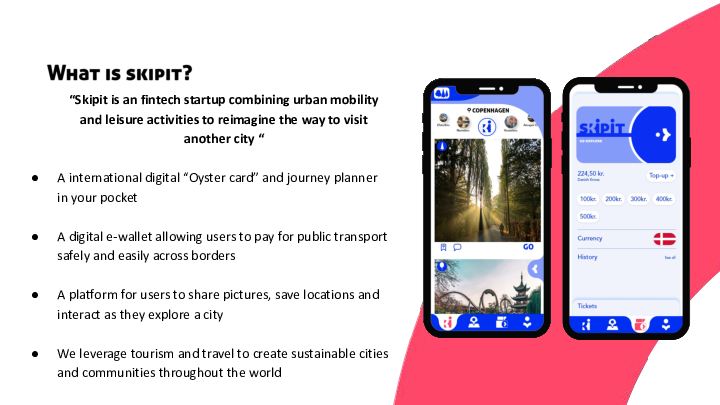 What is skipit?
“Skipit is an fintech startup combining urban mobility
and leisure activities to reimagine the way to visit
another city “
● A international digital “Oyster card” and journey planner
in your pocket
● A digital e-wallet allowing users to pay for public transport
safely and easily across borders
● A platform for users to share pictures, save locations and
interact as they explore a city
● We leverage tourism and travel to create sustainable cities
and communities throughout the world
COPENHAGEN
GO
skipit
224,50 kr.
Danish Krone
Top-up +
100kr. 200kr. 300kr. 400kr.
500kr.
Currency
History
See all
Tickets